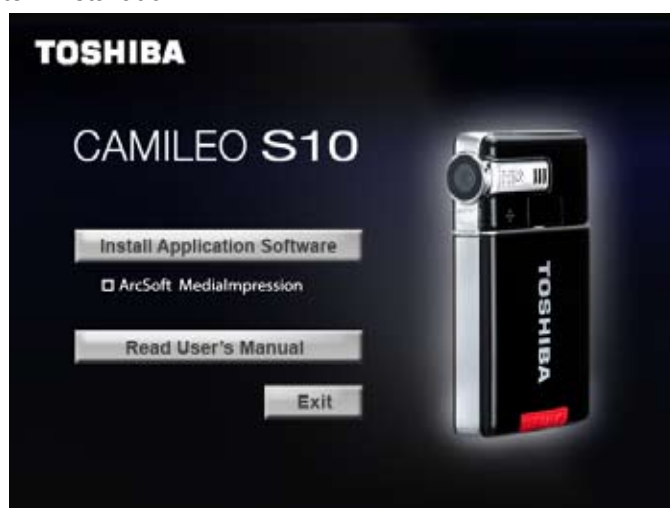 TOSHIBA
CAMILEO S10
Install Application Software
ArcSoft MediaImpression
Read User's Manual
Exit
TOSHIBA